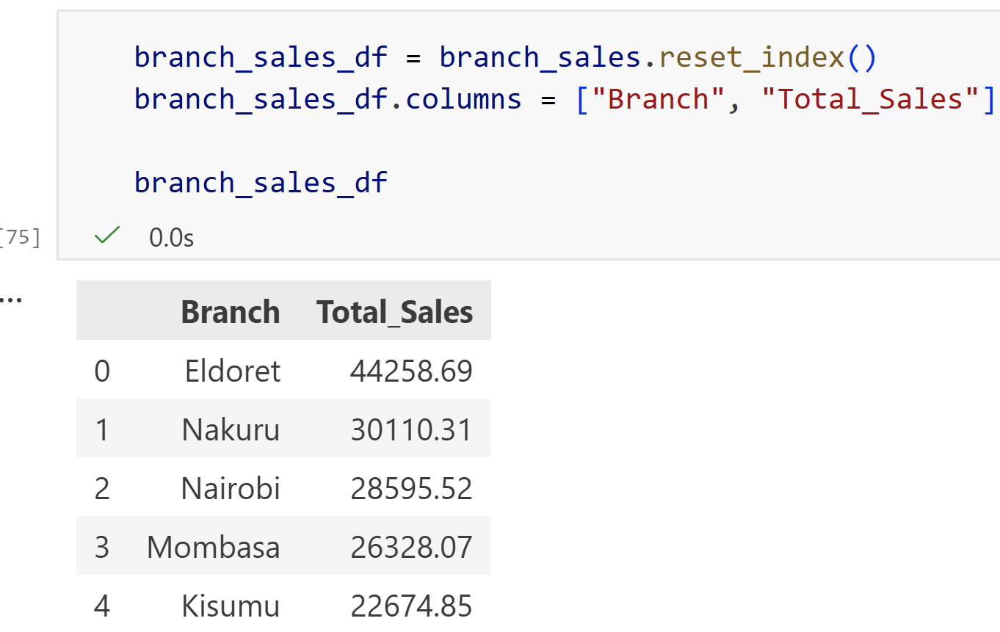 branch_sales_df = branch_sales.reset_index()
branch_sales_df.columns = ["Branch", "Total_Sales"]
branch_sales_df
[75]
0.0s
...
Branch Total_Sales
0 Eldoret 44258.69
1 Nakuru 30110.31
2 Nairobi 28595.52
3 Mombasa 26328.07
4 Kisumu 22674.85